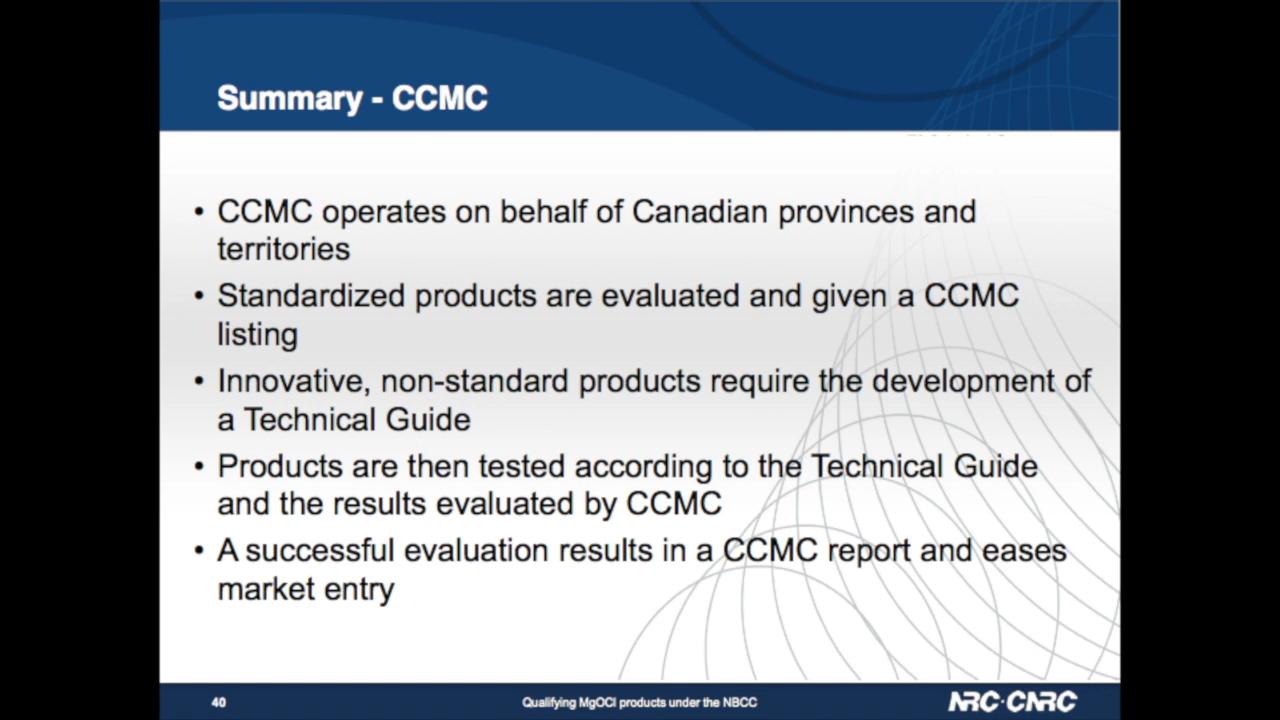 Summary - CCMC
• CCMC operates on behalf of Canadian provinces and
territories
• Standardized products are evaluated and given a CCMC
listing
• Innovative, non-standard products require the development of
a Technical Guide
• Products are then tested according to the Technical Guide
and the results evaluated by CCMC
• A successful evaluation results in a CCMC report and eases
market entry
40
Qualifying MgOCl products under the NBCC
NRC·CNRC